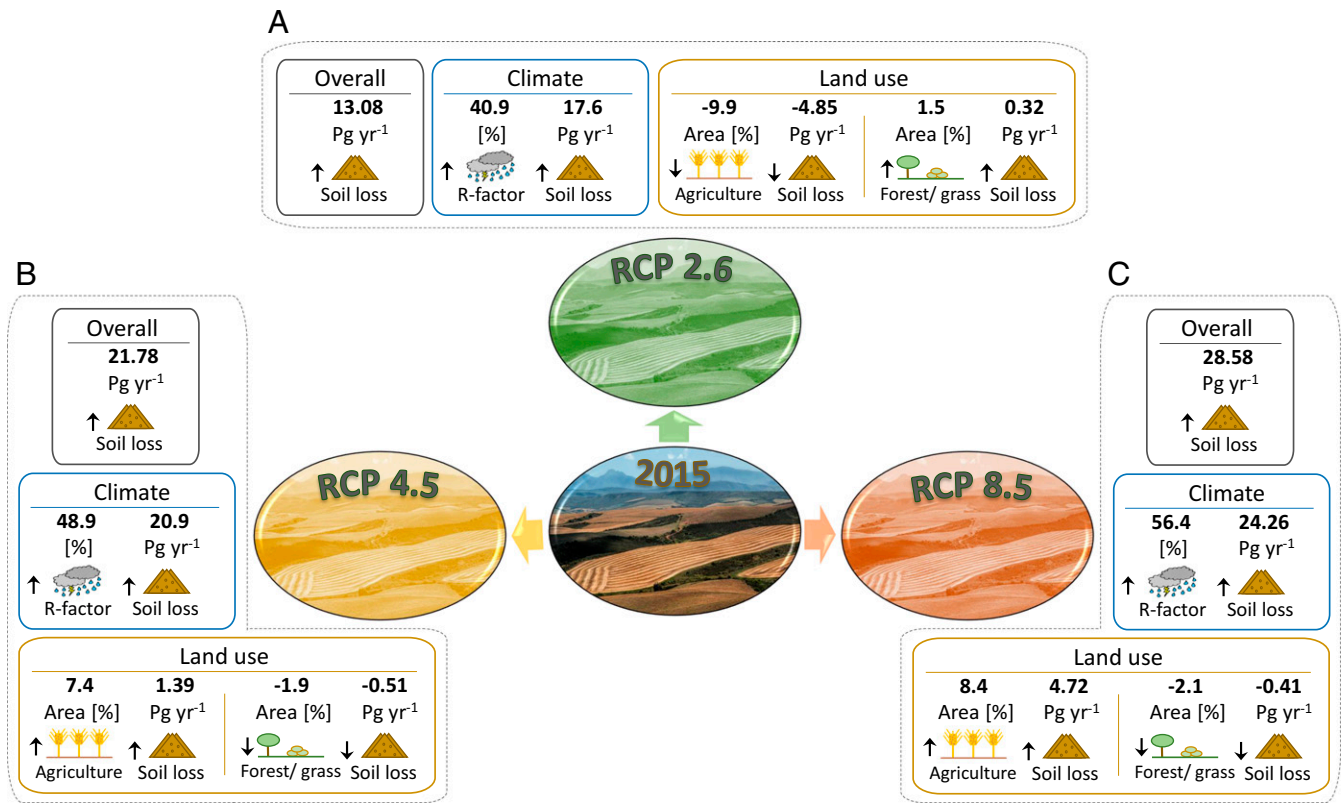 A
Overall
13.08
Pg yr-1
Soil loss
Climate
40.9 17.6
[%] Pg yr-1
R-factor Soil loss
Land use
-9.9 -4.85 1.5 0.32
Area [%] Pg yr-1 Area [%] Pg yr-1
Agriculture Soil loss Forest/ grass Soil loss
RCP 2.6
B
Overall
21.78
Pg yr-1
Soil loss
Climate
48.9 20.9
[%] Pg yr-1
R-factor Soil loss
Land use
7.4 1.39 -1.9 -0.51
Area [%] Pg yr-1 Area [%] Pg yr-1
Agriculture Soil loss Forest/ grass Soil loss
RCP 4.5
2015
RCP 8.5
C
Overall
28.58
Pg yr-1
Soil loss
Climate
56.4 24.26
[%] Pg yr-1
R-factor Soil loss
Land use
8.4 4.72 -2.1 -0.41
Area [%] Pg yr-1 Area [%] Pg yr-1
Agriculture Soil loss Forest/ grass Soil loss